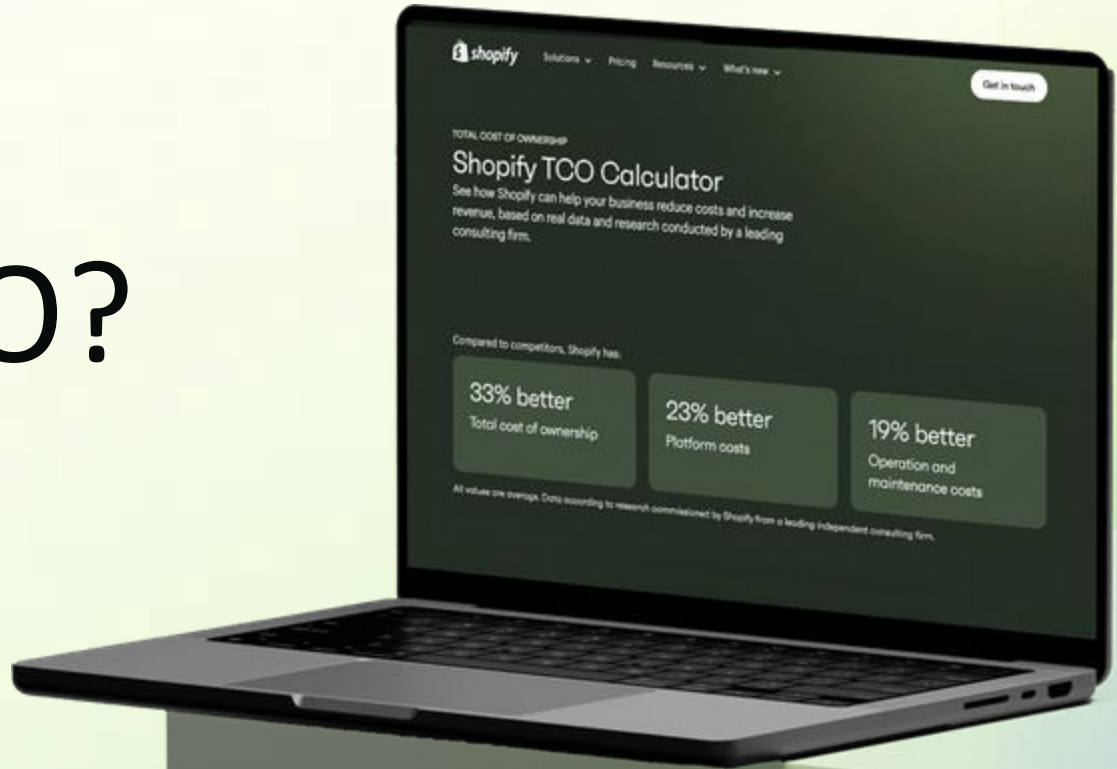 O?
shopify Solutions Pricing Resources What's new Get in touch
TOTAL COST OF OWNERSHIP
Shopify TCO Calculator
See how Shopify can help your business reduce costs and increase
revenue, based on real data and research conducted by a leading
consulting firm.
Compared to competitors, Shopify has:
33% better
Total cost of ownership
23% better
Platform costs
19% better
Operation and
maintenance costs
All values are average. Data according to research commissioned by Shopify from a leading independent consulting firm.